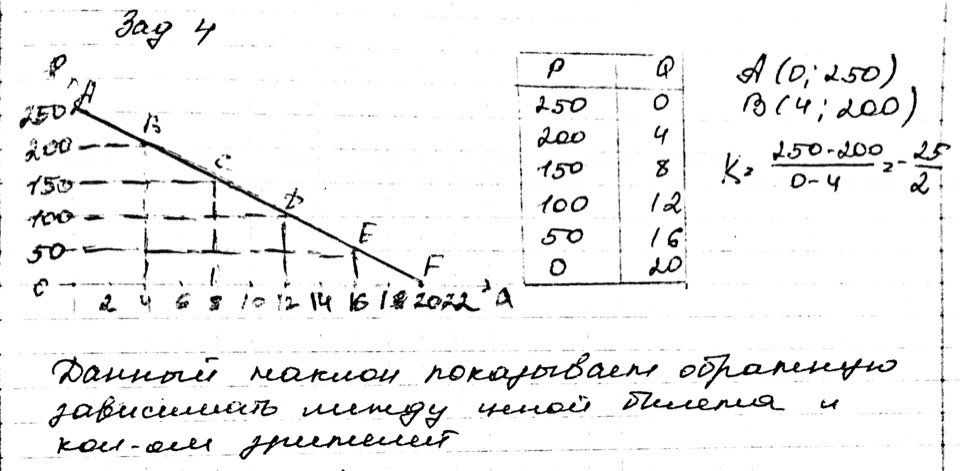 Зад 4
P
A
250
B
200
C
150
D
100
E
50
F
0
2 4 6 8 10 12 14 16 18 20 22 Q
P Q
250 0
200 4
150 8
100 12
50 16
0 20
A (0; 250)
B (4; 200)
K = 250-200 / 0-4 = - 25 / 2
Данный наклон показывает обратную
зависимать между ценой билета и
кол-ом зрителей